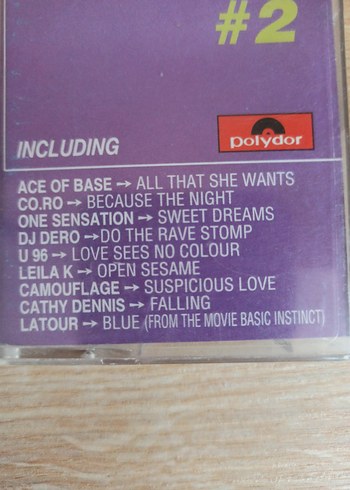 #2
polydor
INCLUDING
ACE OF BASE → ALL THAT SHE WANTS
CO.RO → BECAUSE THE NIGHT
ONE SENSATION → SWEET DREAMS
DJ DERO → DO THE RAVE STOMP
U 96 → LOVE SEES NO COLOUR
LEILA K → OPEN SESAME
CAMOUFLAGE → SUSPICIOUS LOVE
CATHY DENNIS → FALLING
LATOUR → BLUE (FROM THE MOVIE BASIC INSTINCT)